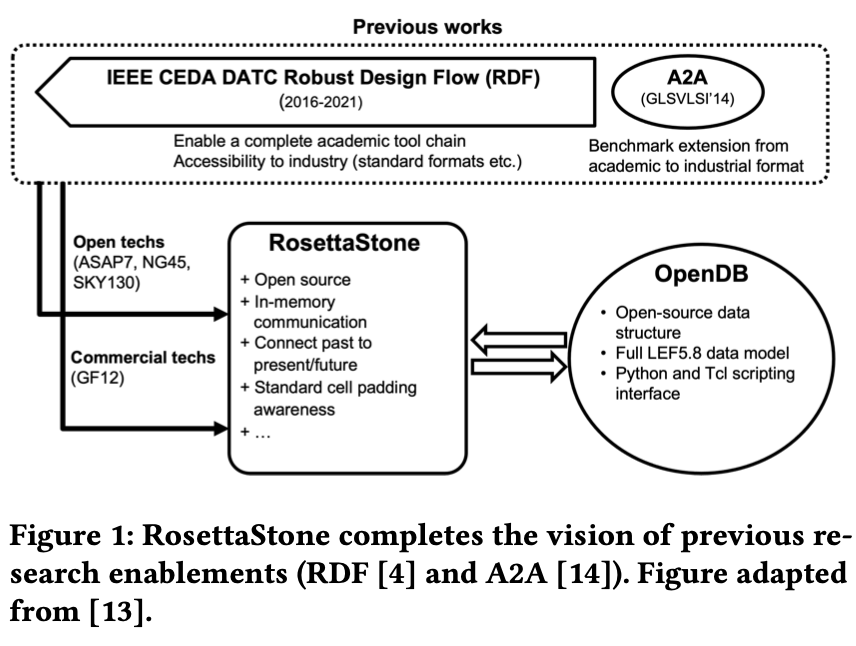 Previous works
IEEE CEDA DATC Robust Design Flow (RDF)
(2016-2021)
A2A
(GLSVLSI'14)
Enable a complete academic tool chain
Accessibility to industry (standard formats etc.)
Benchmark extension from
academic to industrial format
Open techs
(ASAP7, NG45,
SKY130)
Commercial techs
(GF12)
RosettaStone
+ Open source
+ In-memory
communication
+ Connect past to
present/future
+ Standard cell padding
awareness
+ ...
OpenDB
• Open-source data
structure
• Full LEF5.8 data model
• Python and Tcl scripting
interface
Figure 1: RosettaStone completes the vision of previous re-
search enablements (RDF [4] and A2A [14]). Figure adapted
from [13].